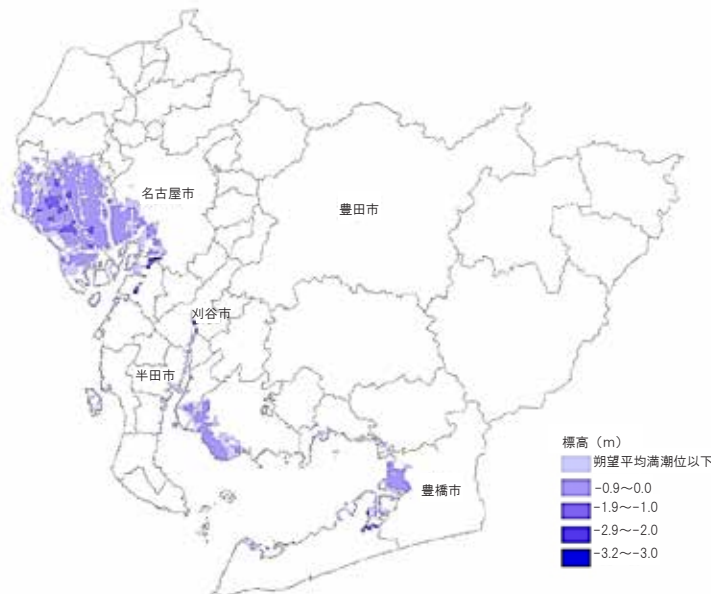 名古屋市
豊田市
刈谷市
半田市
豊橋市
標高（m）
朔望平均満潮位以下
-0.9～0.0
-1.9～-1.0
-2.9～-2.0
-3.2～-3.0